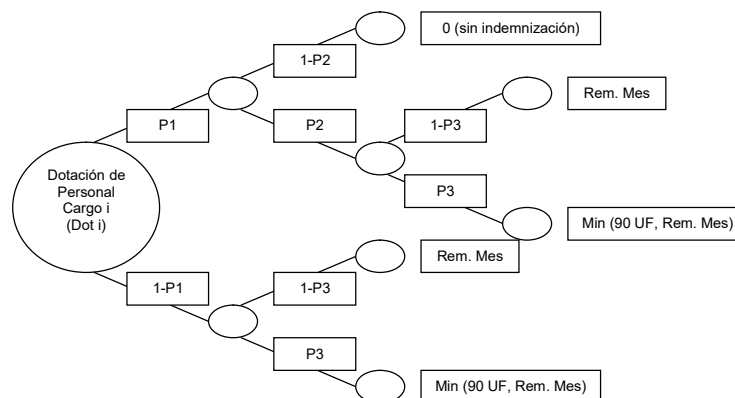 0 (sin indemnización)
1-P2
Rem. Mes
P1
P2
1-P3
Dotación de
Personal
Cargo i
(Dot i)
P3
Min (90 UF, Rem. Mes)
Rem. Mes
1-P1
1-P3
P3
Min (90 UF, Rem. Mes)